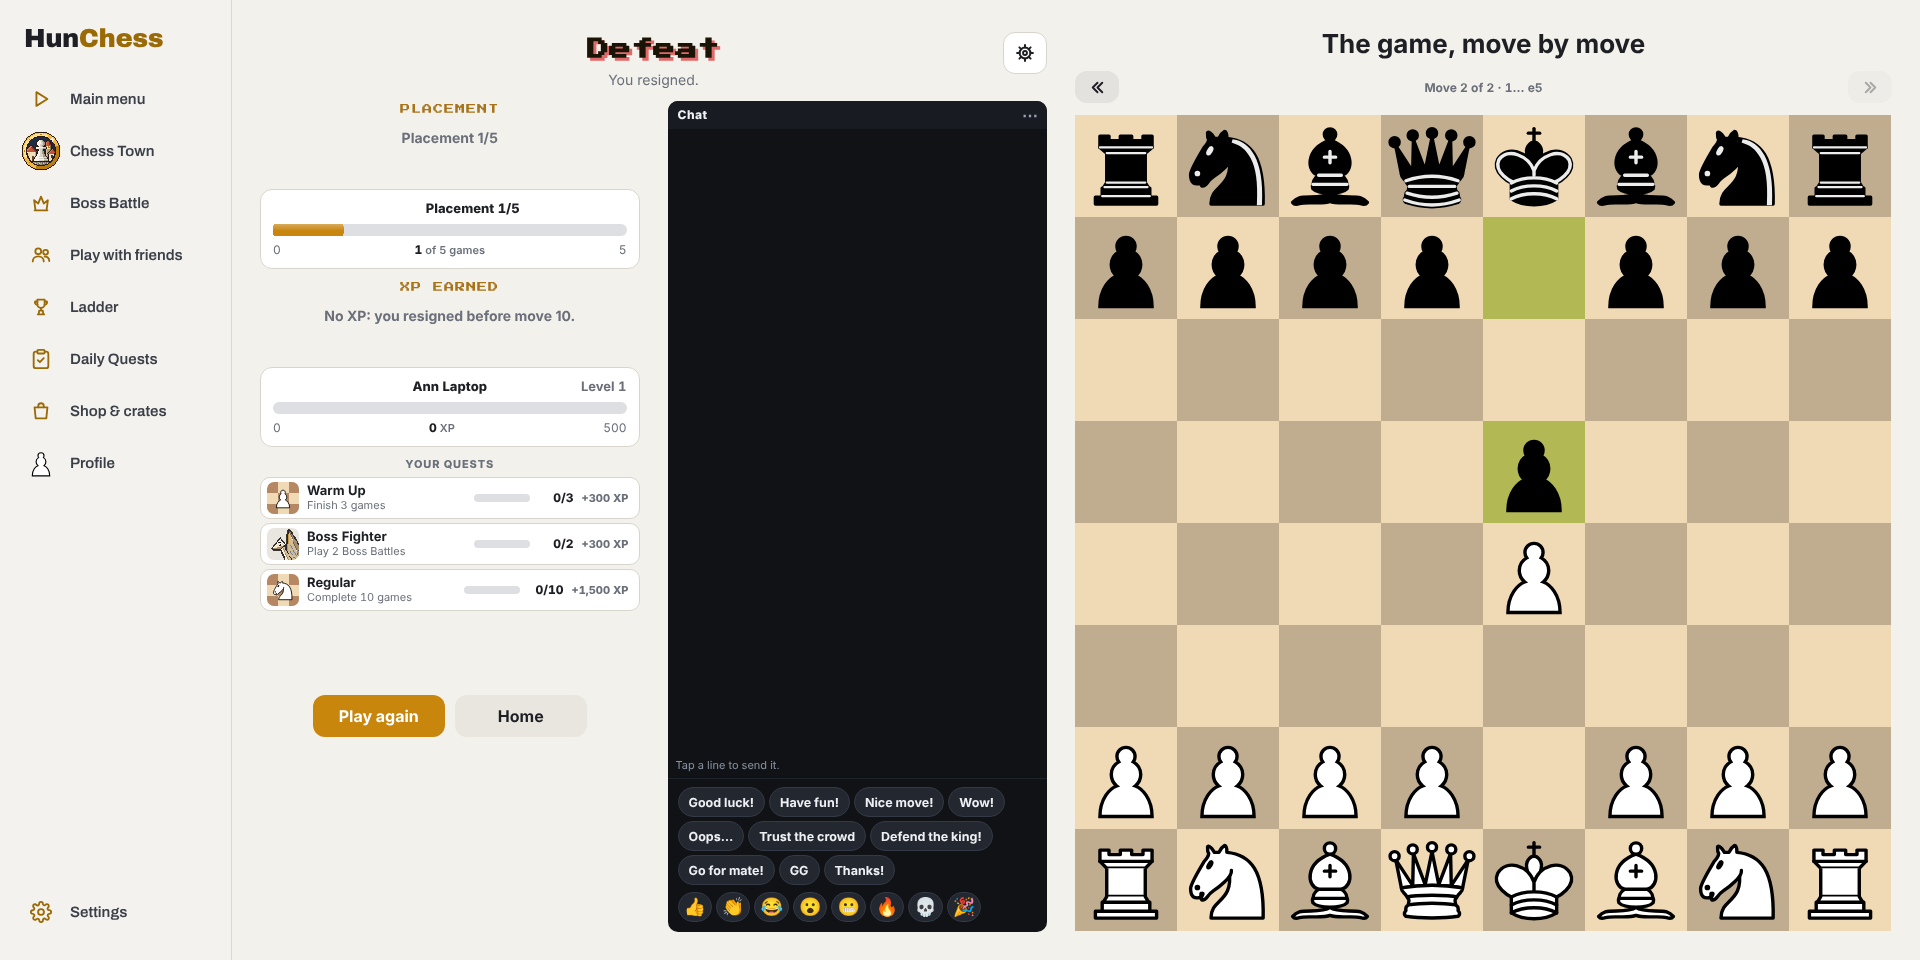 HunChess
Main menu
Chess Town
Boss Battle
Play with friends
Ladder
Daily Quests
Shop & crates
Profile
Settings
Defeat
You resigned.
PLACEMENT
Placement 1/5
Placement 1/5
0 1 of 5 games 5
XP EARNED
No XP: you resigned before move 10.
Ann Laptop Level 1
0 0 XP 500
YOUR QUESTS
Warm Up
Finish 3 games
0/3 +300 XP
Boss Fighter
Play 2 Boss Battles
0/2 +300 XP
Regular
Complete 10 games
0/10 +1,500 XP
Play again Home
Chat
Tap a line to send it.
Good luck! Have fun! Nice move! Wow!
Oops... Trust the crowd Defend the king!
Go for mate! GG Thanks!
The game, move by move
Move 2 of 2 · 1... e5